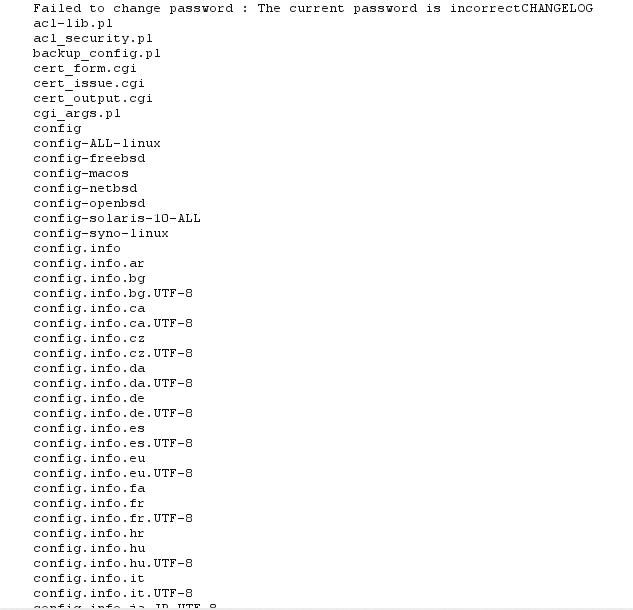 Failed to change password : The current password is incorrectCHANGELOG
acl-lib.pl
acl_security.pl
backup_config.pl
cert_form.cgi
cert_issue.cgi
cert_output.cgi
cgi_args.pl
config
config-ALL-linux
config-freebsd
config-macos
config-netbsd
config-openbsd
config-solaris-10-ALL
config-syno-linux
config.info
config.info.ar
config.info.bg
config.info.bg.UTF-8
config.info.ca
config.info.ca.UTF-8
config.info.cz
config.info.cz.UTF-8
config.info.da
config.info.da.UTF-8
config.info.de
config.info.de.UTF-8
config.info.es
config.info.es.UTF-8
config.info.eu
config.info.eu.UTF-8
config.info.fa
config.info.fr
config.info.fr.UTF-8
config.info.hr
config.info.hu
config.info.hu.UTF-8
config.info.it
config.info.it.UTF-8
config.info.ja_JP.UTF-8